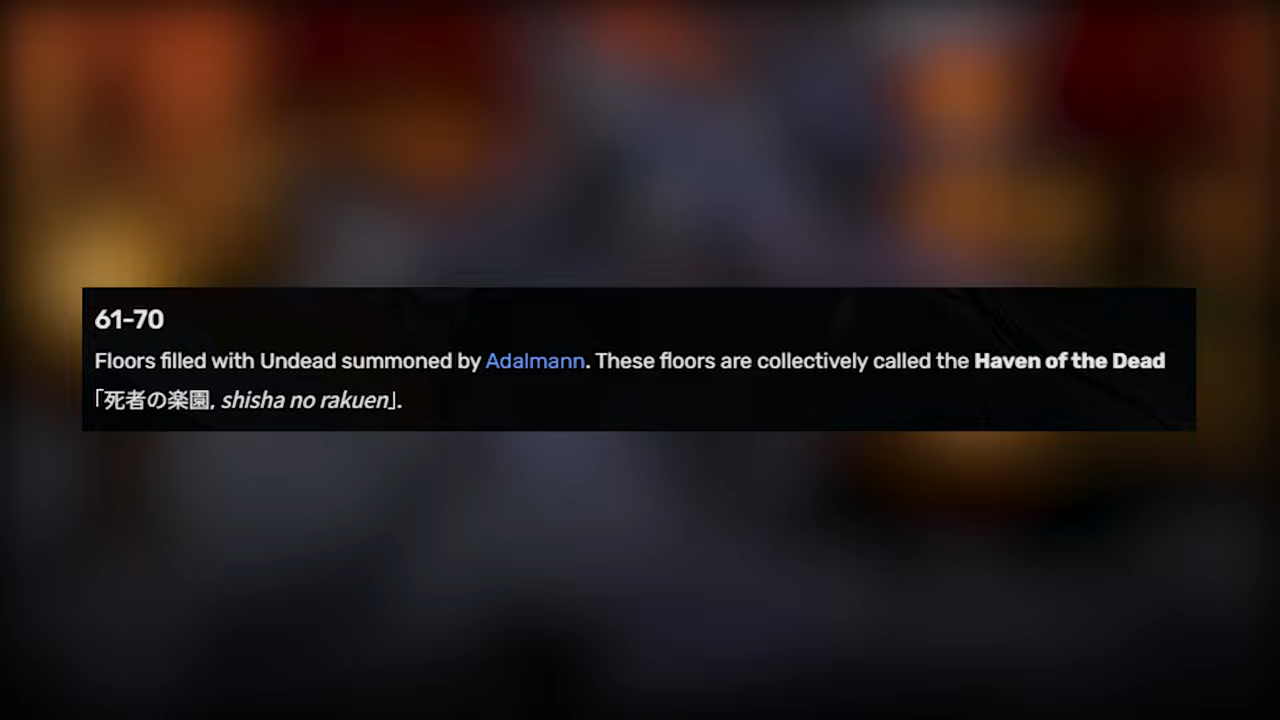 61-70
Floors filled with Undead summoned by Adalmann. These floors are collectively called the Haven of the Dead
「死者の楽園, shisha no rakuen」.